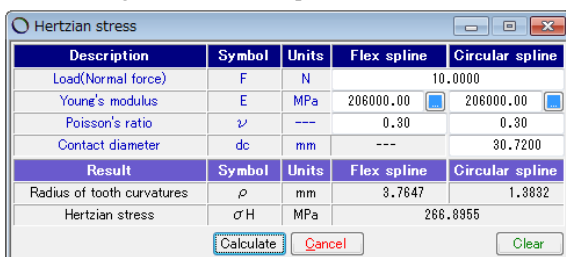 Hertzian stress
Description Symbol Units Flex spline Circular spline
Load(Normal force) F N 10.0000
Young's modulus E MPa 206000.00 ... 206000.00 ...
Poisson's ratio ν --- 0.30 0.30
Contact diameter dc mm --- 30.7200
Result Symbol Units Flex spline Circular spline
Radius of tooth curvatures ρ mm 3.7647 1.3832
Hertzian stress σH MPa 266.8955
Calculate Cancel Clear